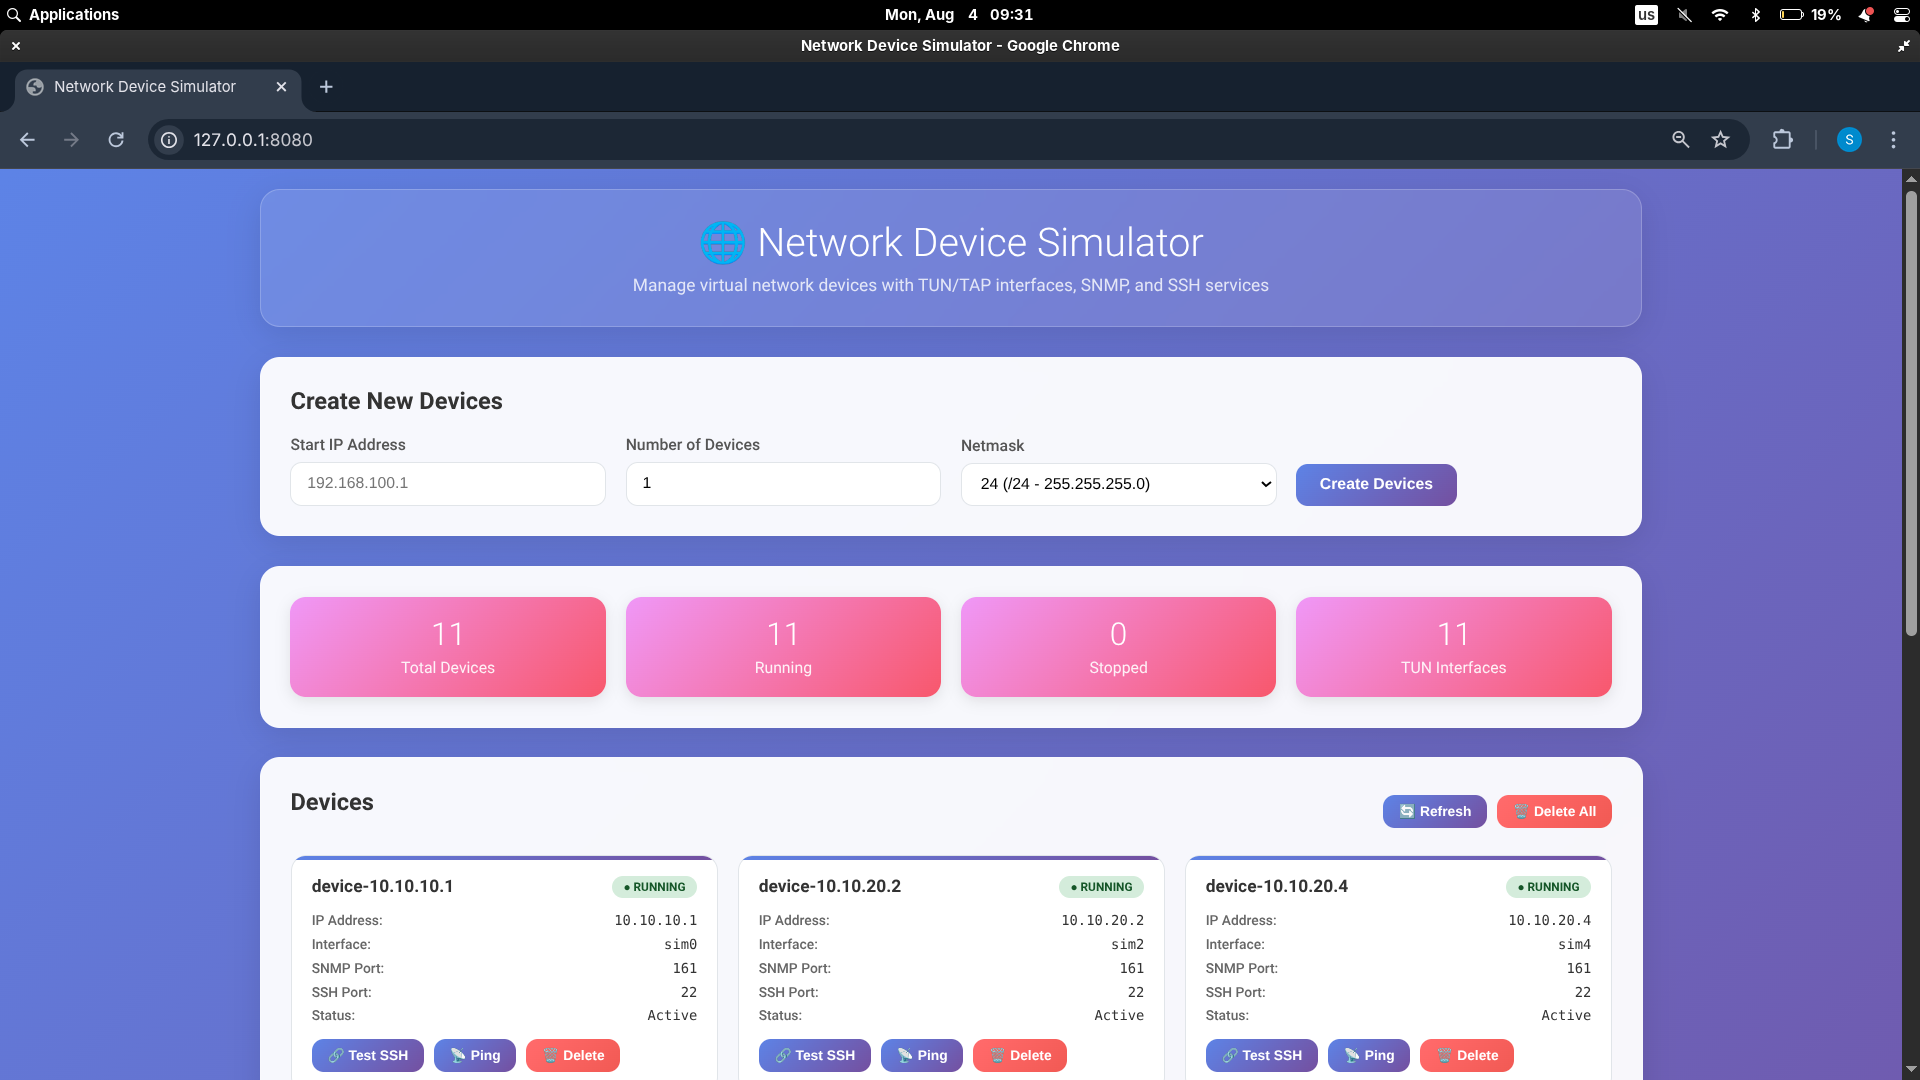 Applications
Mon, Aug 4 09:31
us
19%
Network Device Simulator - Google Chrome
Network Device Simulator
127.0.0.1:8080
S
Network Device Simulator
Manage virtual network devices with TUN/TAP interfaces, SNMP, and SSH services
Create New Devices
Start IP Address
Number of Devices
Netmask
192.168.100.1
1
24 (/24 - 255.255.255.0)
Create Devices
11
Total Devices
11
Running
0
Stopped
11
TUN Interfaces
Devices
Refresh
Delete All
device-10.10.10.1
● RUNNING
IP Address: 10.10.10.1
Interface: sim0
SNMP Port: 161
SSH Port: 22
Status: Active
Test SSH
Ping
Delete
device-10.10.20.2
● RUNNING
IP Address: 10.10.20.2
Interface: sim2
SNMP Port: 161
SSH Port: 22
Status: Active
Test SSH
Ping
Delete
device-10.10.20.4
● RUNNING
IP Address: 10.10.20.4
Interface: sim4
SNMP Port: 161
SSH Port: 22
Status: Active
Test SSH
Ping
Delete